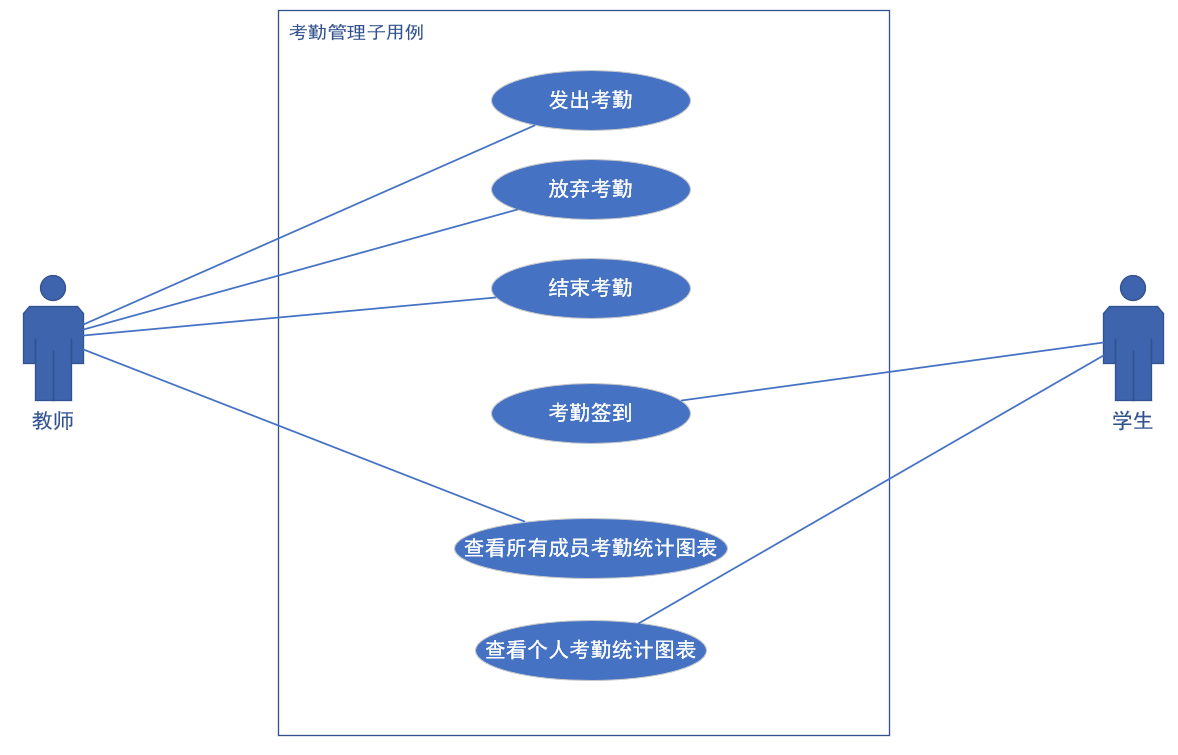 考勤管理子用例
发出考勤
放弃考勤
结束考勤
考勤签到
教师
学生
查看所有成员考勤统计图表
查看个人考勤统计图表